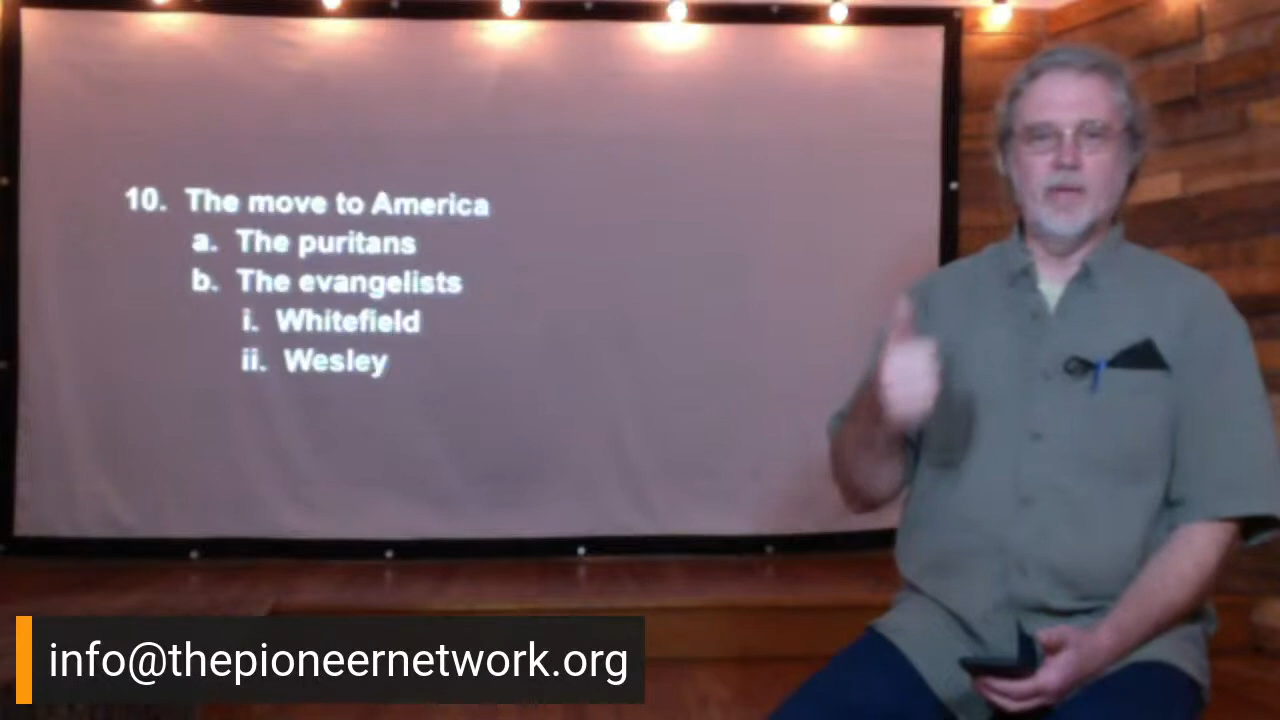 10. The move to America
a. The puritans
b. The evangelists
i. Whitefield
ii. Wesley
info@thepioneernetwork.org